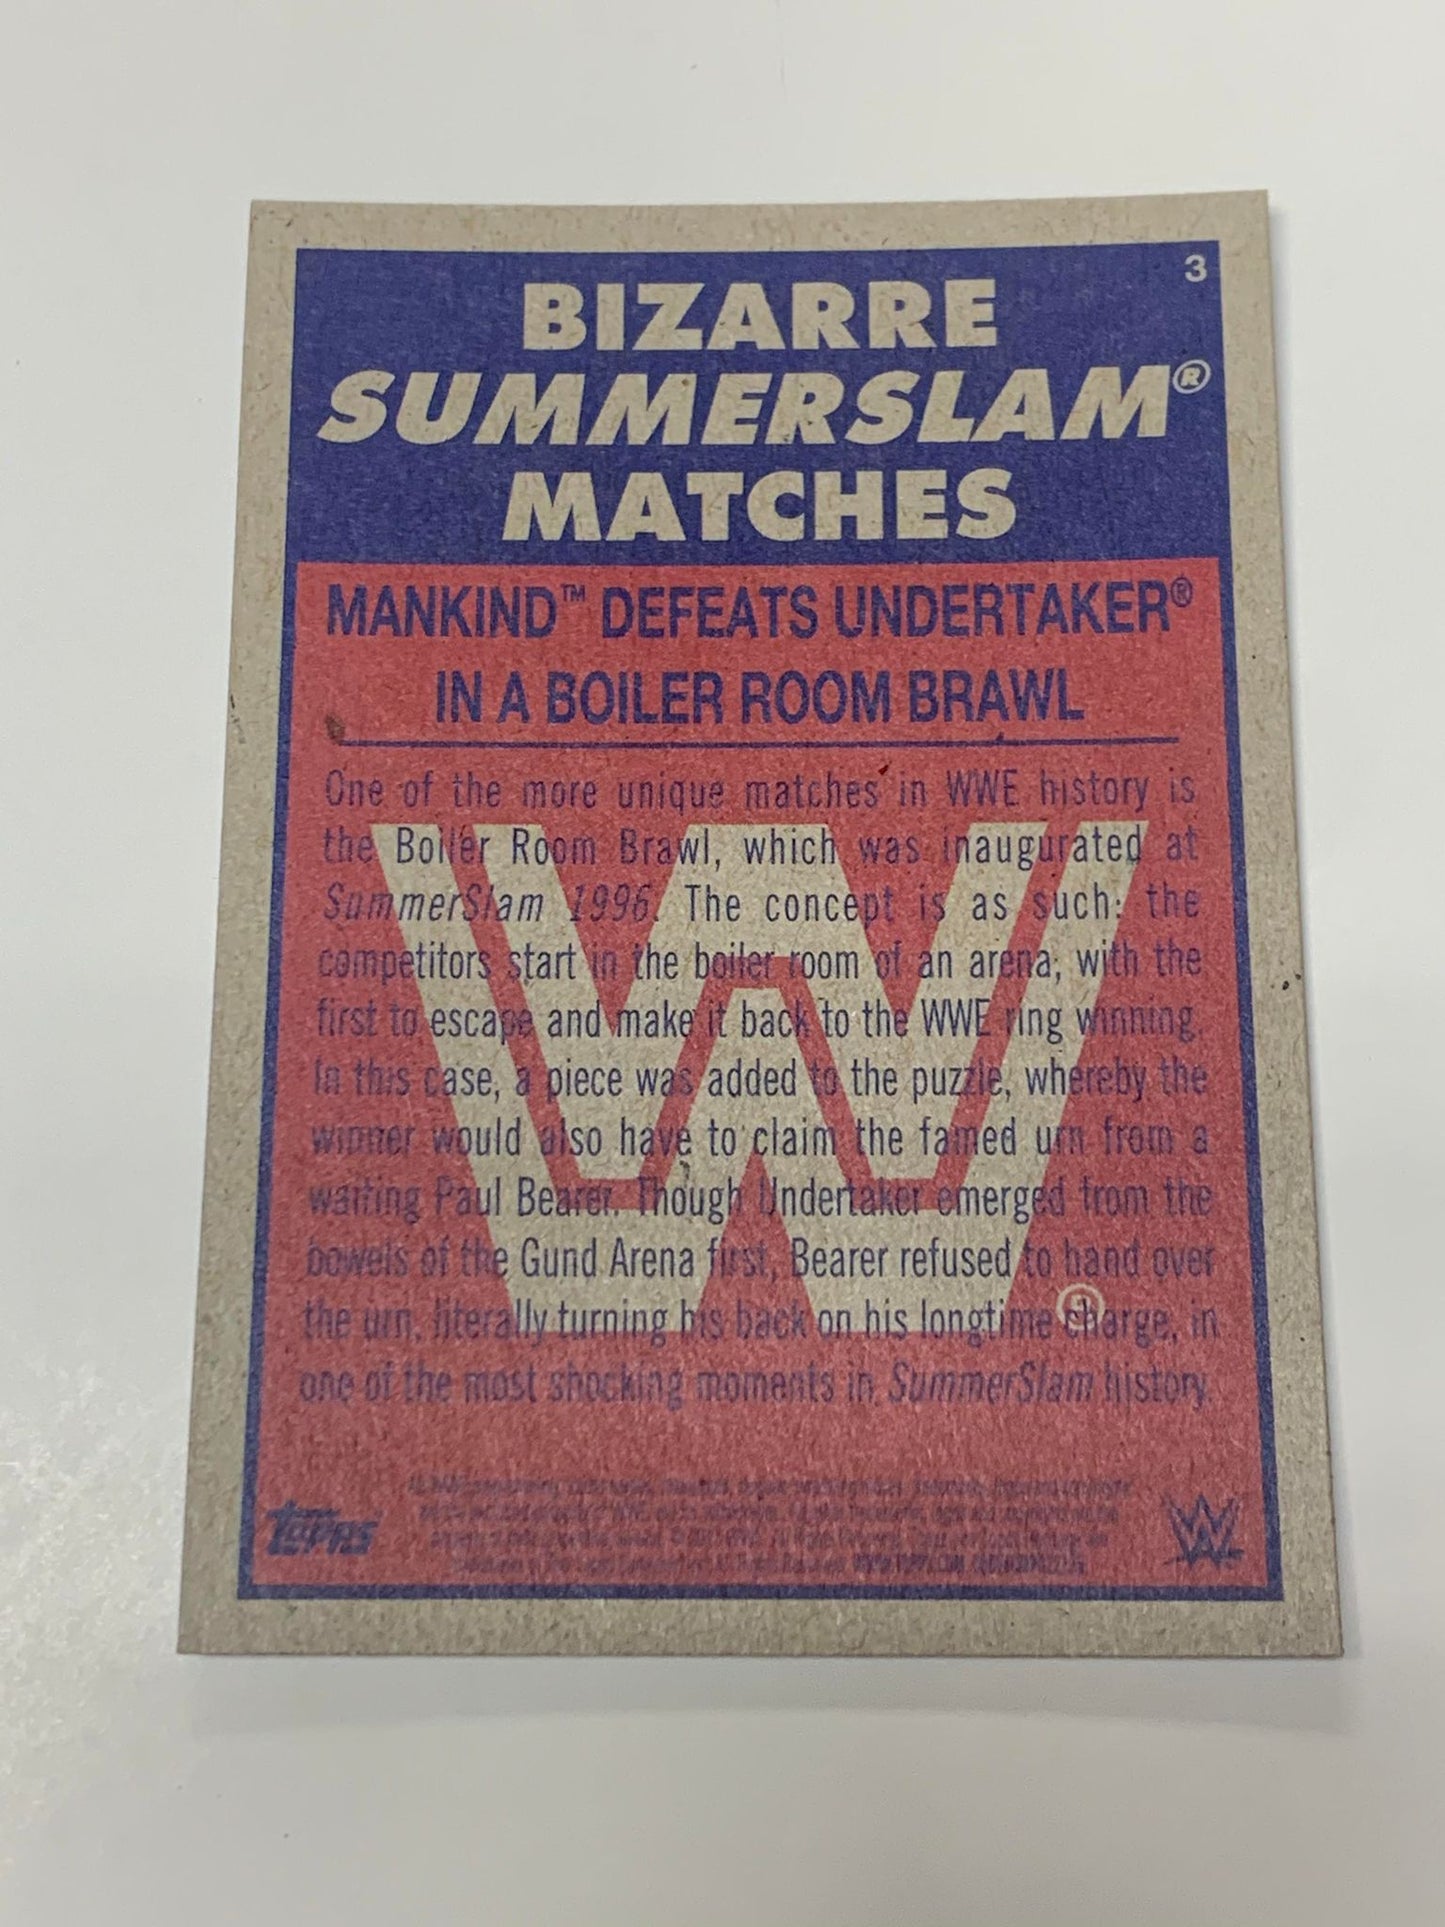 3
BIZARRE
SUMMERSLAM®
MATCHES
MANKIND™ DEFEATS UNDERTAKER®
IN A BOILER ROOM BRAWL
One of the more unique matches in WWE history is
the Boiler Room Brawl, which was inaugurated at
SummerSlam 1996. The concept is as such: the
competitors start in the boiler room of an arena, with the
first to escape and make it back to the WWE ring winning.
In this case, a piece was added to the puzzle, whereby the
winner would also have to claim the famed urn from a
waiting Paul Bearer. Though Undertaker emerged from the
bowels of the Gund Arena first, Bearer refused to hand over
the urn, literally turning his back on his longtime charge, in
one of the most shocking moments in SummerSlam history.
W®
TOPPS
W